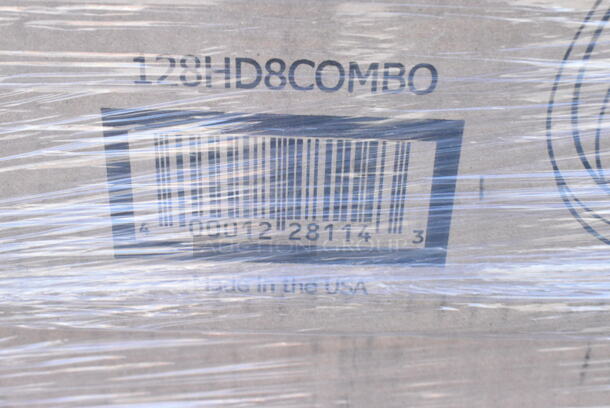 128HD8COMBO
4 00012 28114 3
Made in the USA